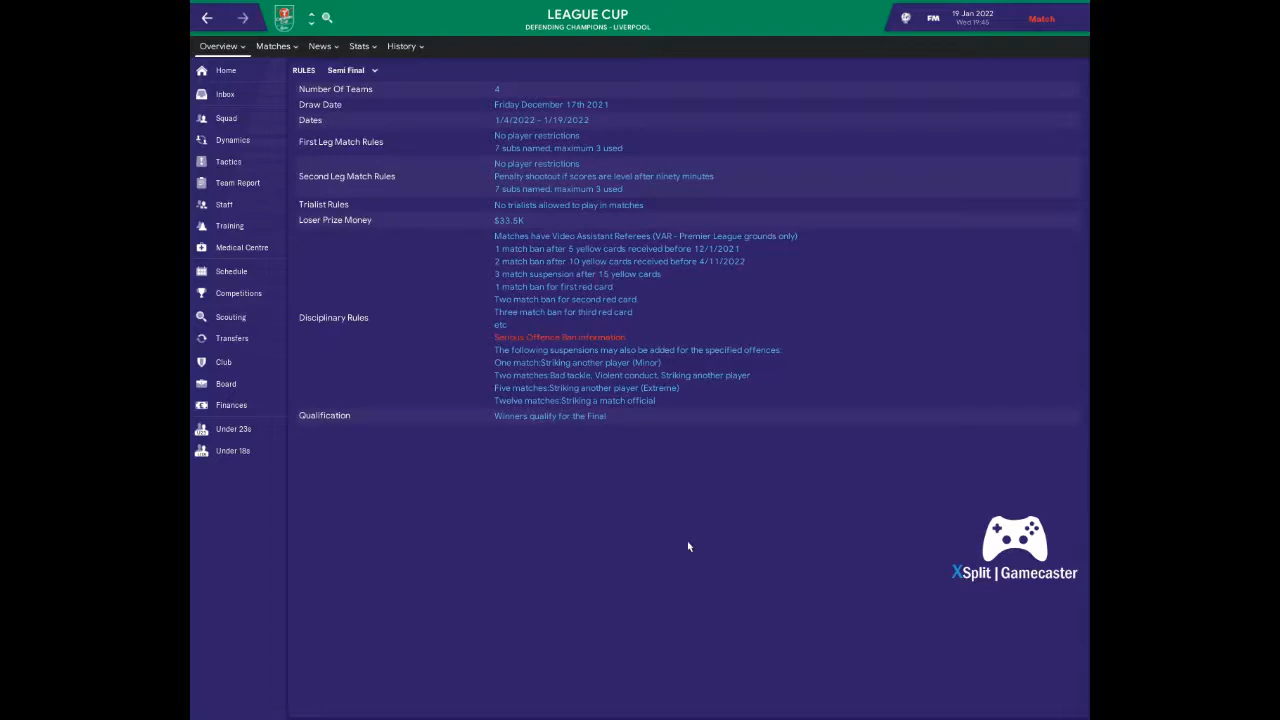 LEAGUE CUP
DEFENDING CHAMPIONS - LIVERPOOL
FM
19 Jan 2022
Wed 19:45
Match
Overview Matches News Stats History
RULES Semi Final
Home
Inbox
Squad
Dynamics
Tactics
Team Report
Staff
Training
Medical Centre
Schedule
Competitions
Scouting
Transfers
Club
Board
Finances
Under 23s
Under 18s
Number Of Teams 4
Draw Date Friday December 17th 2021
Dates 1/4/2022 - 1/19/2022
First Leg Match Rules
No player restrictions
7 subs named, maximum 3 used
Second Leg Match Rules
No player restrictions
Penalty shootout if scores are level after ninety minutes
7 subs named, maximum 3 used
Trialist Rules No trialists allowed to play in matches
Loser Prize Money $33.5K
Disciplinary Rules
Matches have Video Assistant Referees (VAR - Premier League grounds only)
1 match ban after 5 yellow cards received before 12/1/2021
2 match ban after 10 yellow cards received before 4/11/2022
3 match suspension after 15 yellow cards
1 match ban for first red card
Two match ban for second red card
Three match ban for third red card
etc
Serious Offence Ban information
The following suspensions may also be added for the specified offences:
One match:Striking another player (Minor)
Two matches:Bad tackle, Violent conduct, Striking another player
Five matches:Striking another player (Extreme)
Twelve matches:Striking a match official
Qualification Winners qualify for the Final
XSplit | Gamecaster